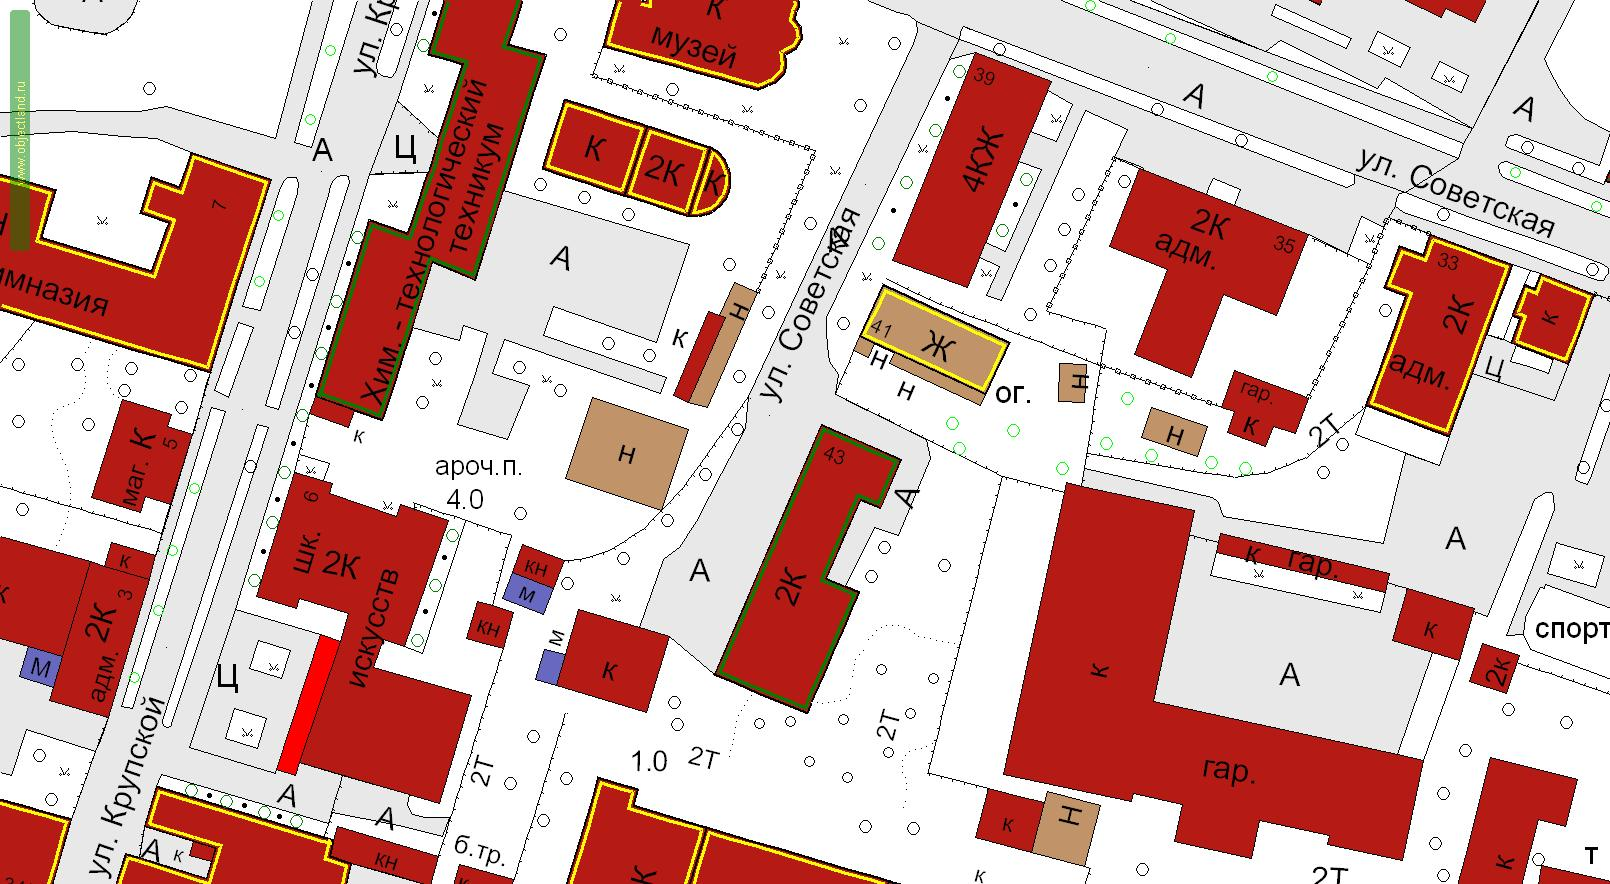 www.objectland.ru
ул. Кр
К
музей
39
А
А
А
Ц
4КЖ
ул. Советская
7
К
2К
К
Хим. - технологический
техникум
2К
адм.
35
33
2К
адм.
К
Ц
А
имназия
ул. Советская
Н
К
41
Ж
Н
Н
ог.
Н
гар.
К
Н
2Т
маг. К
5
к
ароч.п.
4.0
Н
43
2К
А
А
6
шк.
2К
искусств
кн
м
кн
м
К
к
К
2К
адм.
3
М
Ц
ул. Крупской
А
А
А
к
кн
б.тр.
2Т
1.0
2Т
2Т
К
К
гар.
К
гар.
А
А
К
2К
спорт
К
Н
к
2Т
К
т